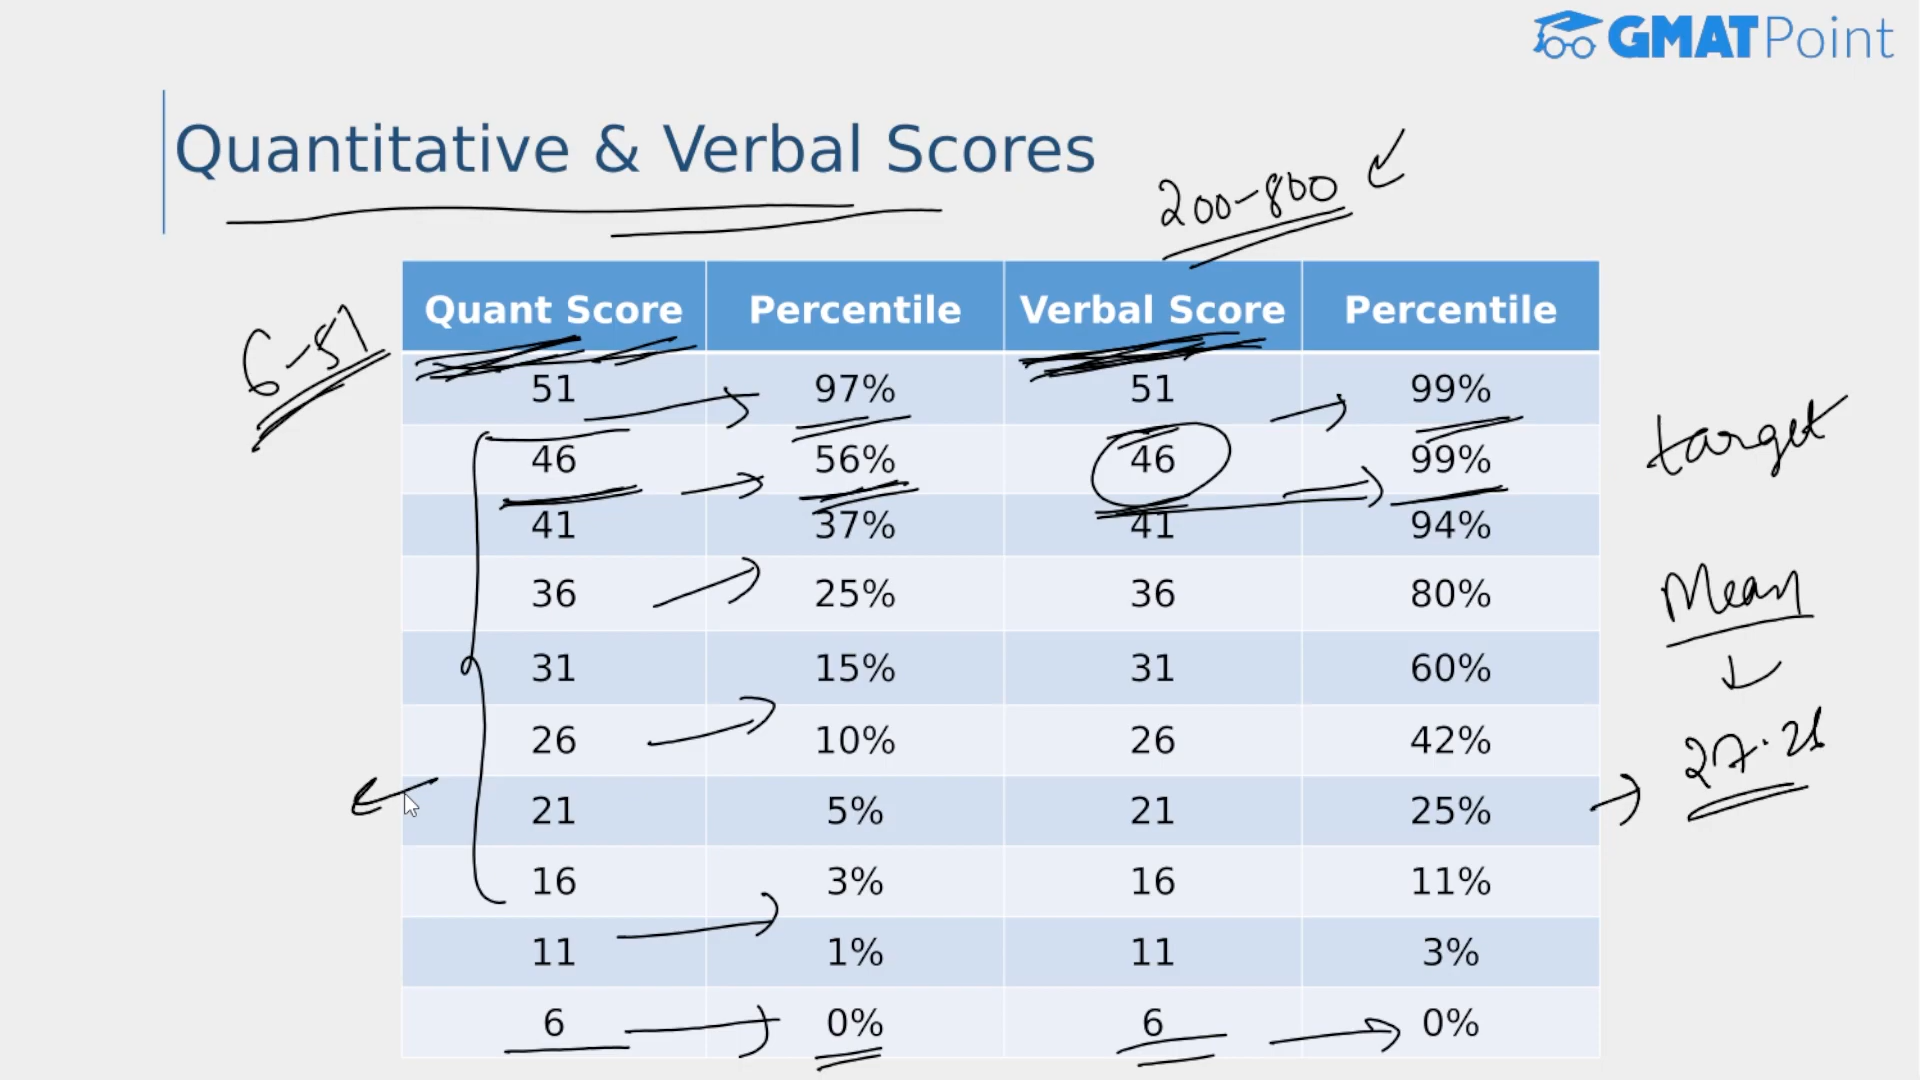 GMATPoint
Quantitative & Verbal Scores
200-800
6-51
Quant Score Percentile Verbal Score Percentile
51 97% 51 99%
46 56% 46 99%
target
41 37% 41 94%
36 25% 36 80%
Mean
31 15% 31 60%
26 10% 26 42%
27.26
21 5% 21 25%
16 3% 16 11%
11 1% 11 3%
6 0% 6 0%